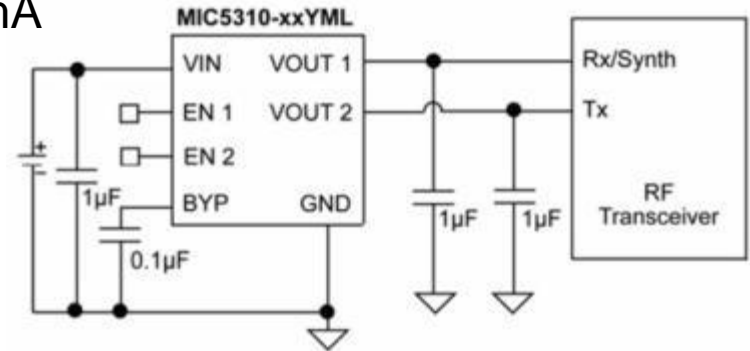 mA
MIC5310-xxYML
VIN VOUT 1
EN 1 VOUT 2
EN 2
BYP GND
+
-
1µF
0.1µF
1µF
1µF
Rx/Synth
Tx
RF
Transceiver